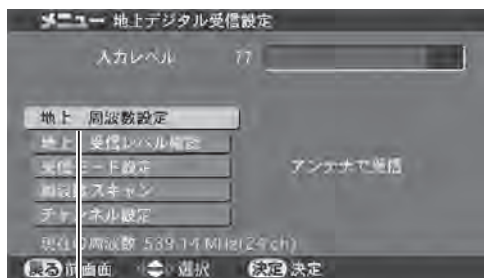 メニュー 地上デジタル受信設定
入力レベル 77
地上 周波数設定
地上 受信レベル確認
受信モード設定
アンテナで受信
周波数スキャン
チャンネル設定
現在の周波数 539.14 MHz(24ch)
戻る 前画面 選択 決定 決定